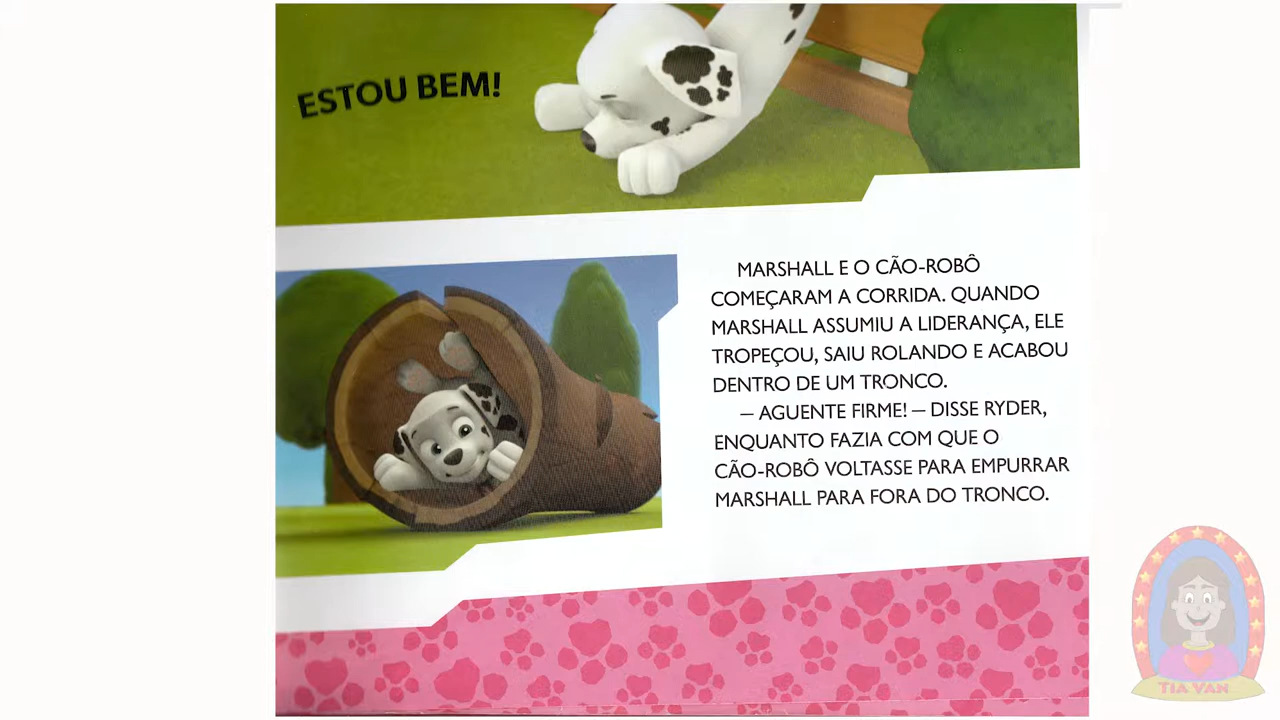 ESTOU BEM!
MARSHALL E O CÃO-ROBÔ
COMEÇARAM A CORRIDA. QUANDO
MARSHALL ASSUMIU A LIDERANÇA, ELE
TROPEÇOU, SAIU ROLANDO E ACABOU
DENTRO DE UM TRONCO.
— AGUENTE FIRME! — DISSE RYDER,
ENQUANTO FAZIA COM QUE O
CÃO-ROBÔ VOLTASSE PARA EMPURRAR
MARSHALL PARA FORA DO TRONCO.
TIA VAN